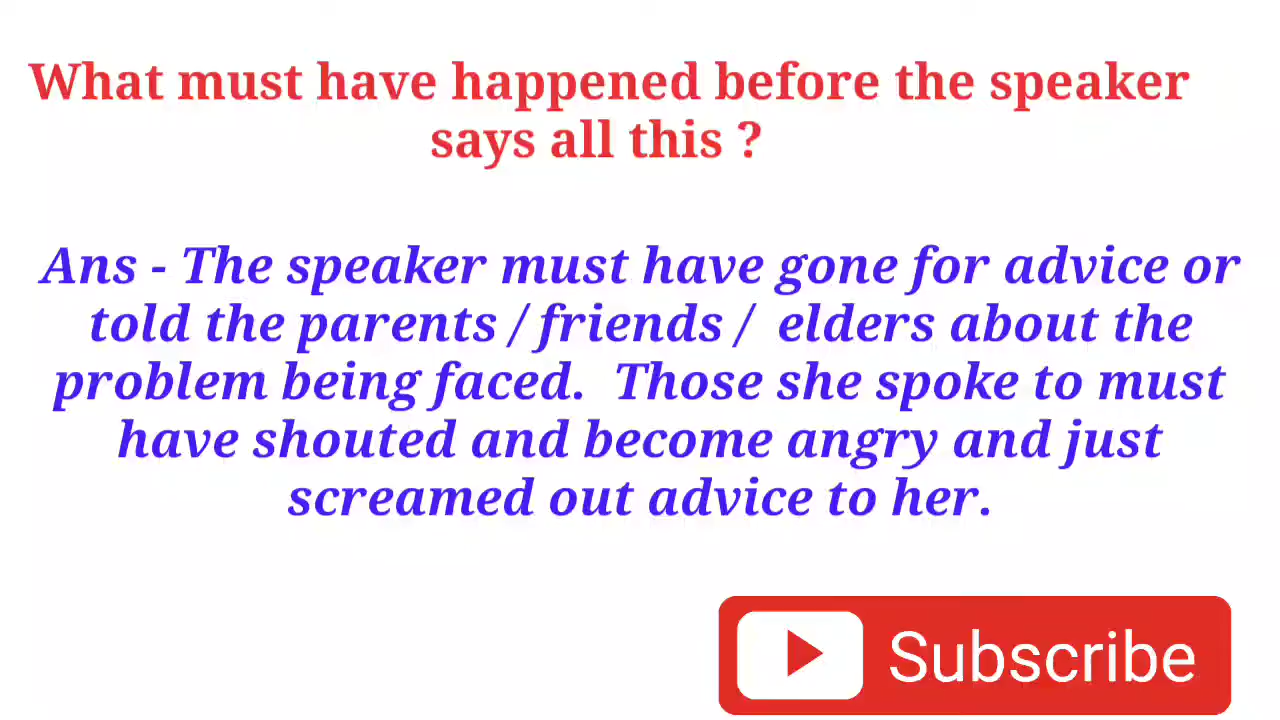 What must have happened before the speaker
says all this ?
Ans - The speaker must have gone for advice or
told the parents / friends / elders about the
problem being faced. Those she spoke to must
have shouted and become angry and just
screamed out advice to her.
Subscribe